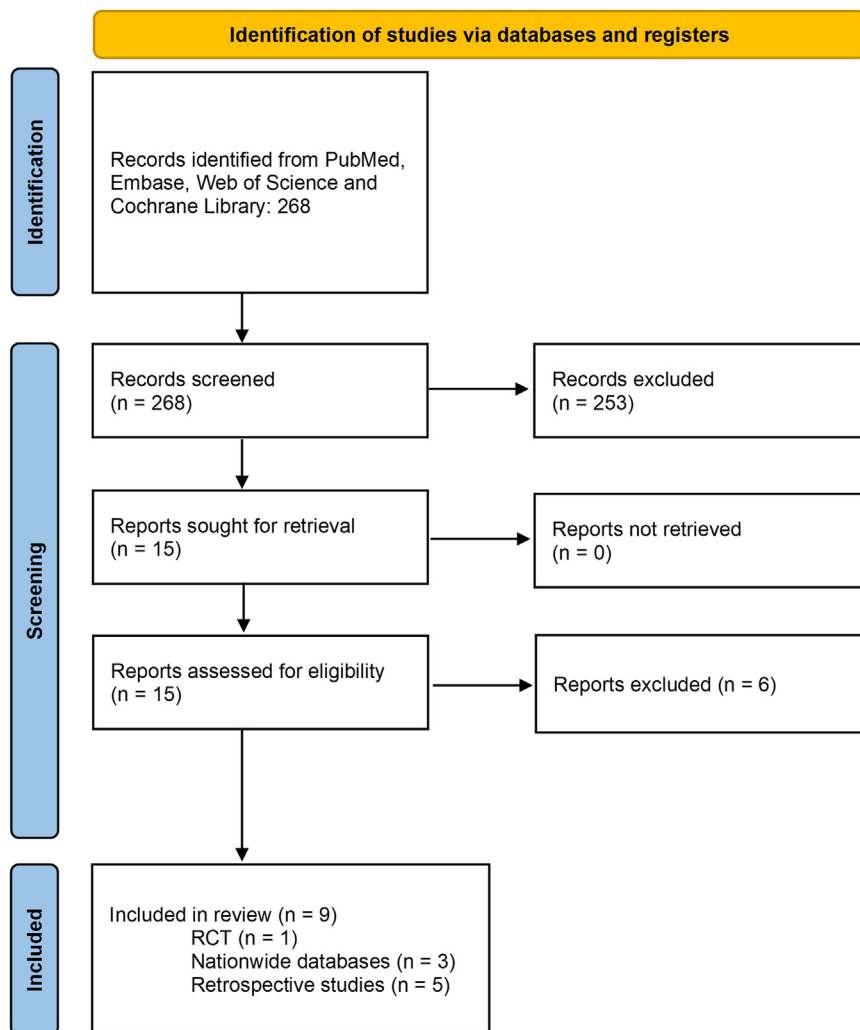 Identification of studies via databases and registers
Identification
Records identified from PubMed,
Embase, Web of Science and
Cochrane Library: 268
Screening
Records screened
(n = 268)
Records excluded
(n = 253)
Reports sought for retrieval
(n = 15)
Reports not retrieved
(n = 0)
Reports assessed for eligibility
(n = 15)
Reports excluded (n = 6)
Included
Included in review (n = 9)
RCT (n = 1)
Nationwide databases (n = 3)
Retrospective studies (n = 5)